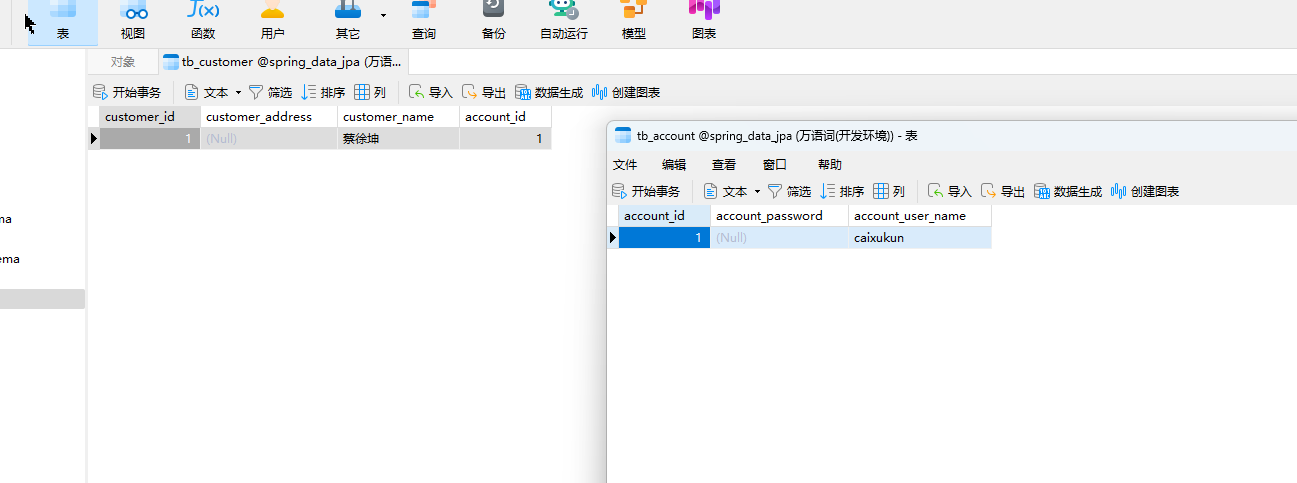 表 视图 函数 用户 其它 查询 备份 自动运行 模型 图表
对象 tb_customer @spring_data_jpa (万语...
开始事务 文本 筛选 排序 列 导入 导出 数据生成 创建图表
customer_id customer_address customer_name account_id
1 (Null) 蔡徐坤 1
tb_account @spring_data_jpa (万语词(开发环境)) - 表
文件 编辑 查看 窗口 帮助
开始事务 文本 筛选 排序 列 导入 导出 数据生成 创建图表
account_id account_password account_user_name
1 (Null) caixukun
ma
ema